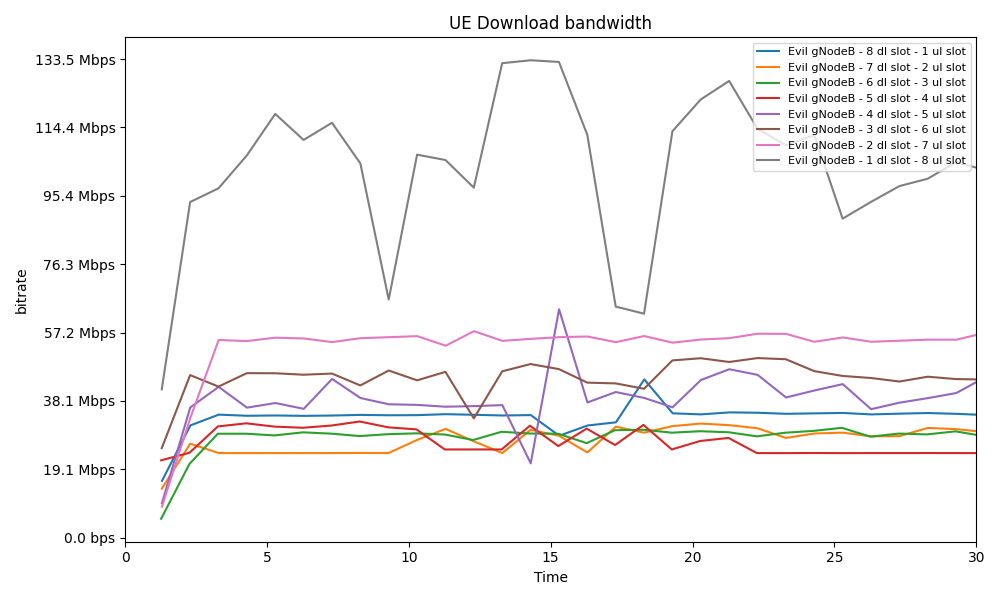 UE Download bandwidth
133.5 Mbps
114.4 Mbps
95.4 Mbps
76.3 Mbps
57.2 Mbps
38.1 Mbps
19.1 Mbps
0.0 bps
bitrate
Evil gNodeB - 8 dl slot - 1 ul slot
Evil gNodeB - 7 dl slot - 2 ul slot
Evil gNodeB - 6 dl slot - 3 ul slot
Evil gNodeB - 5 dl slot - 4 ul slot
Evil gNodeB - 4 dl slot - 5 ul slot
Evil gNodeB - 3 dl slot - 6 ul slot
Evil gNodeB - 2 dl slot - 7 ul slot
Evil gNodeB - 1 dl slot - 8 ul slot
0 5 10 15 20 25 30
Time